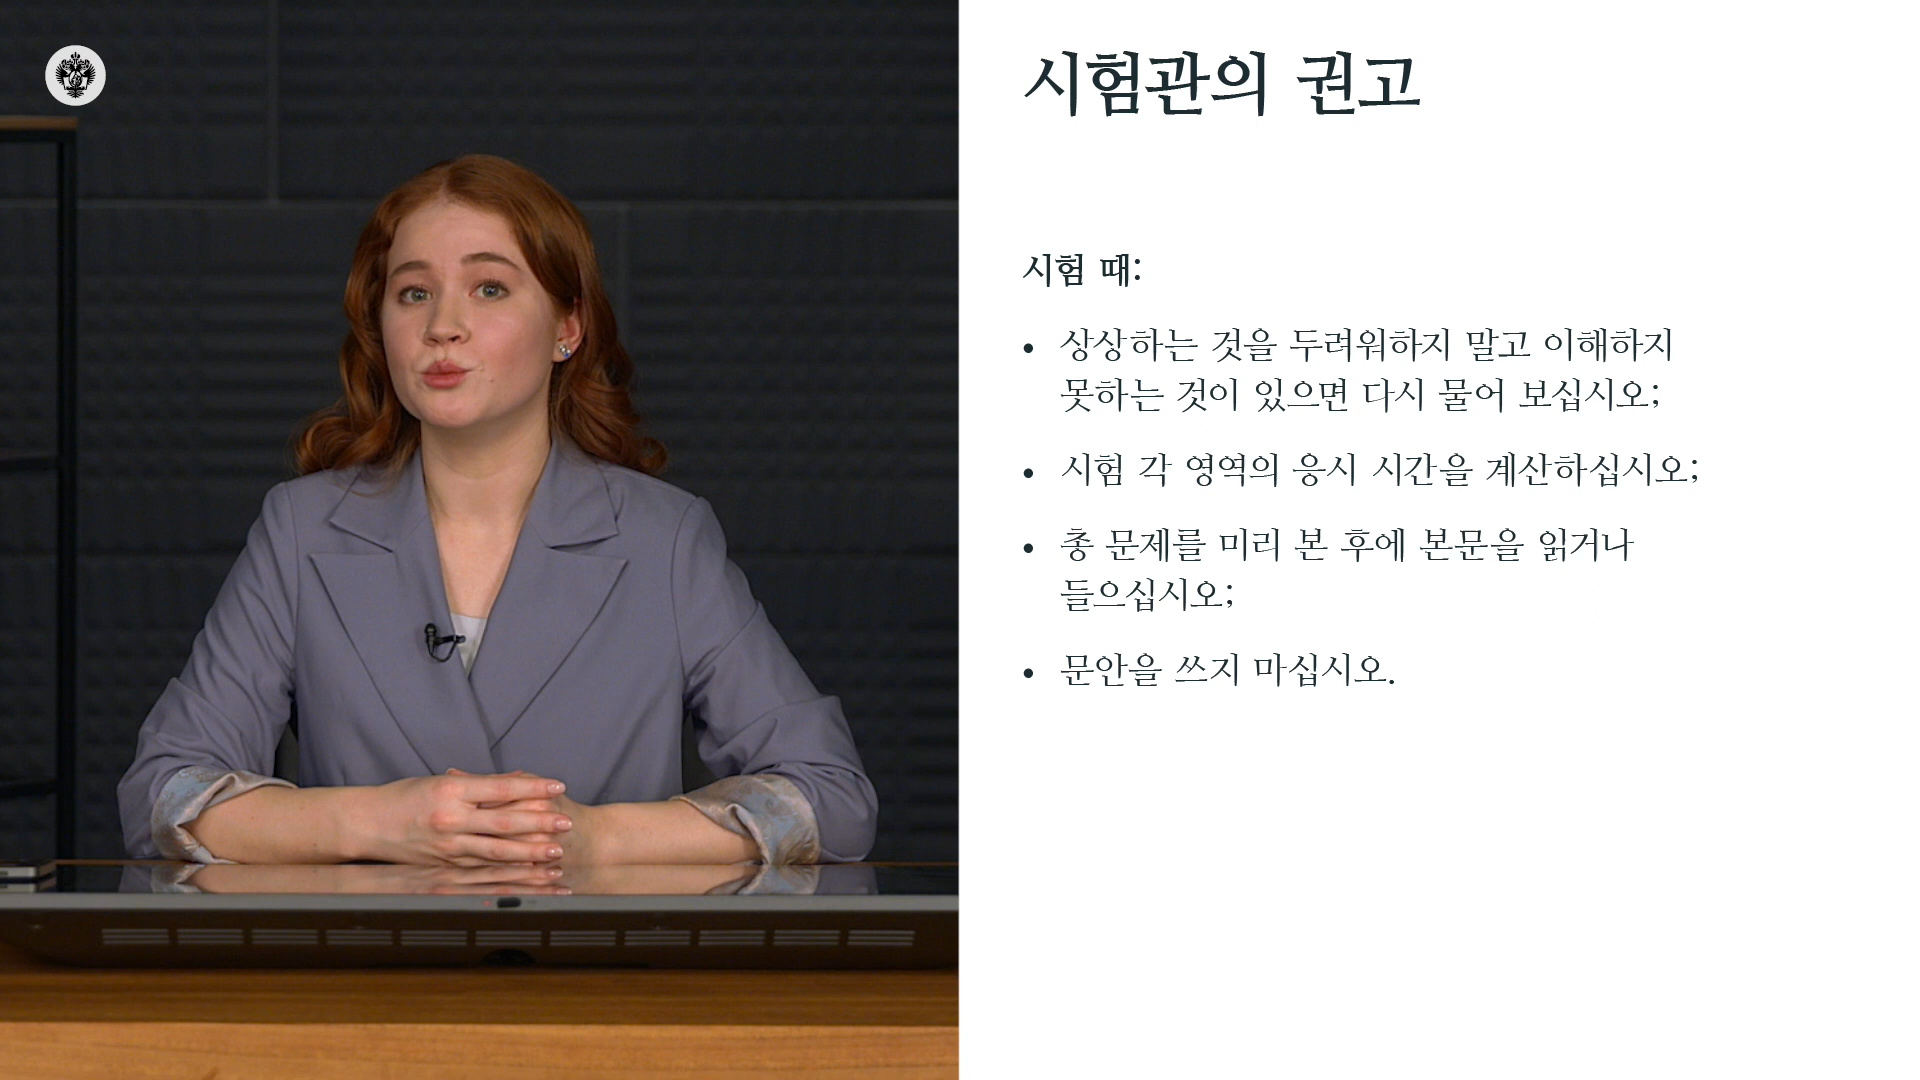 시험관의 권고
시험 때:
• 상상하는 것을 두려워하지 말고 이해하지
못하는 것이 있으면 다시 물어 보십시오;
• 시험 각 영역의 응시 시간을 계산하십시오;
• 총 문제를 미리 본 후에 본문을 읽거나
들으십시오;
• 문안을 쓰지 마십시오.